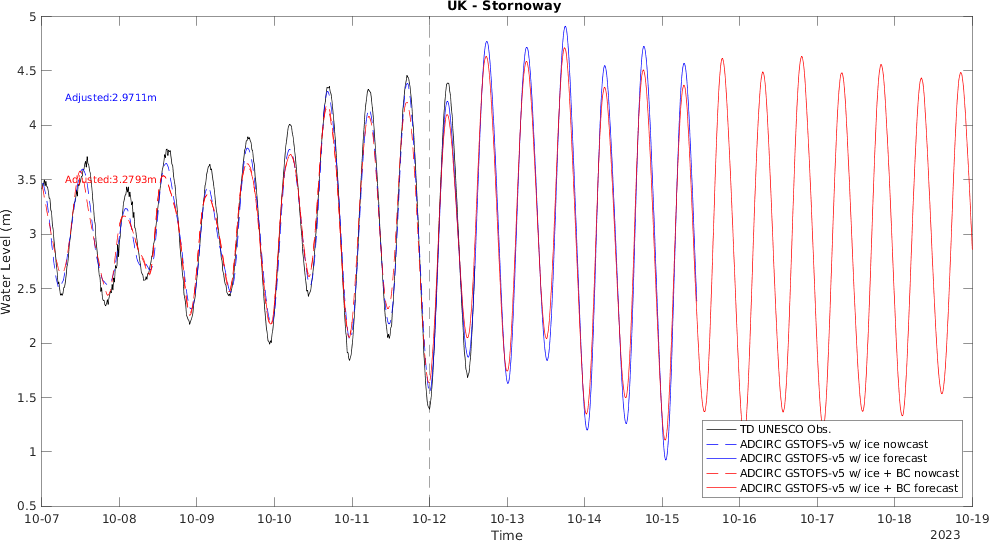 UK - Stornoway
5
4.5
4
3.5
3
2.5
2
1.5
1
0.5
Water Level (m)
Adjusted:2.9711m
Adjusted:3.2793m
TD UNESCO Obs.
ADCIRC GSTOFS-v5 w/ ice nowcast
ADCIRC GSTOFS-v5 w/ ice forecast
ADCIRC GSTOFS-v5 w/ ice + BC nowcast
ADCIRC GSTOFS-v5 w/ ice + BC forecast
10-07 10-08 10-09 10-10 10-11 10-12 10-13 10-14 10-15 10-16 10-17 10-18 10-19
Time
2023